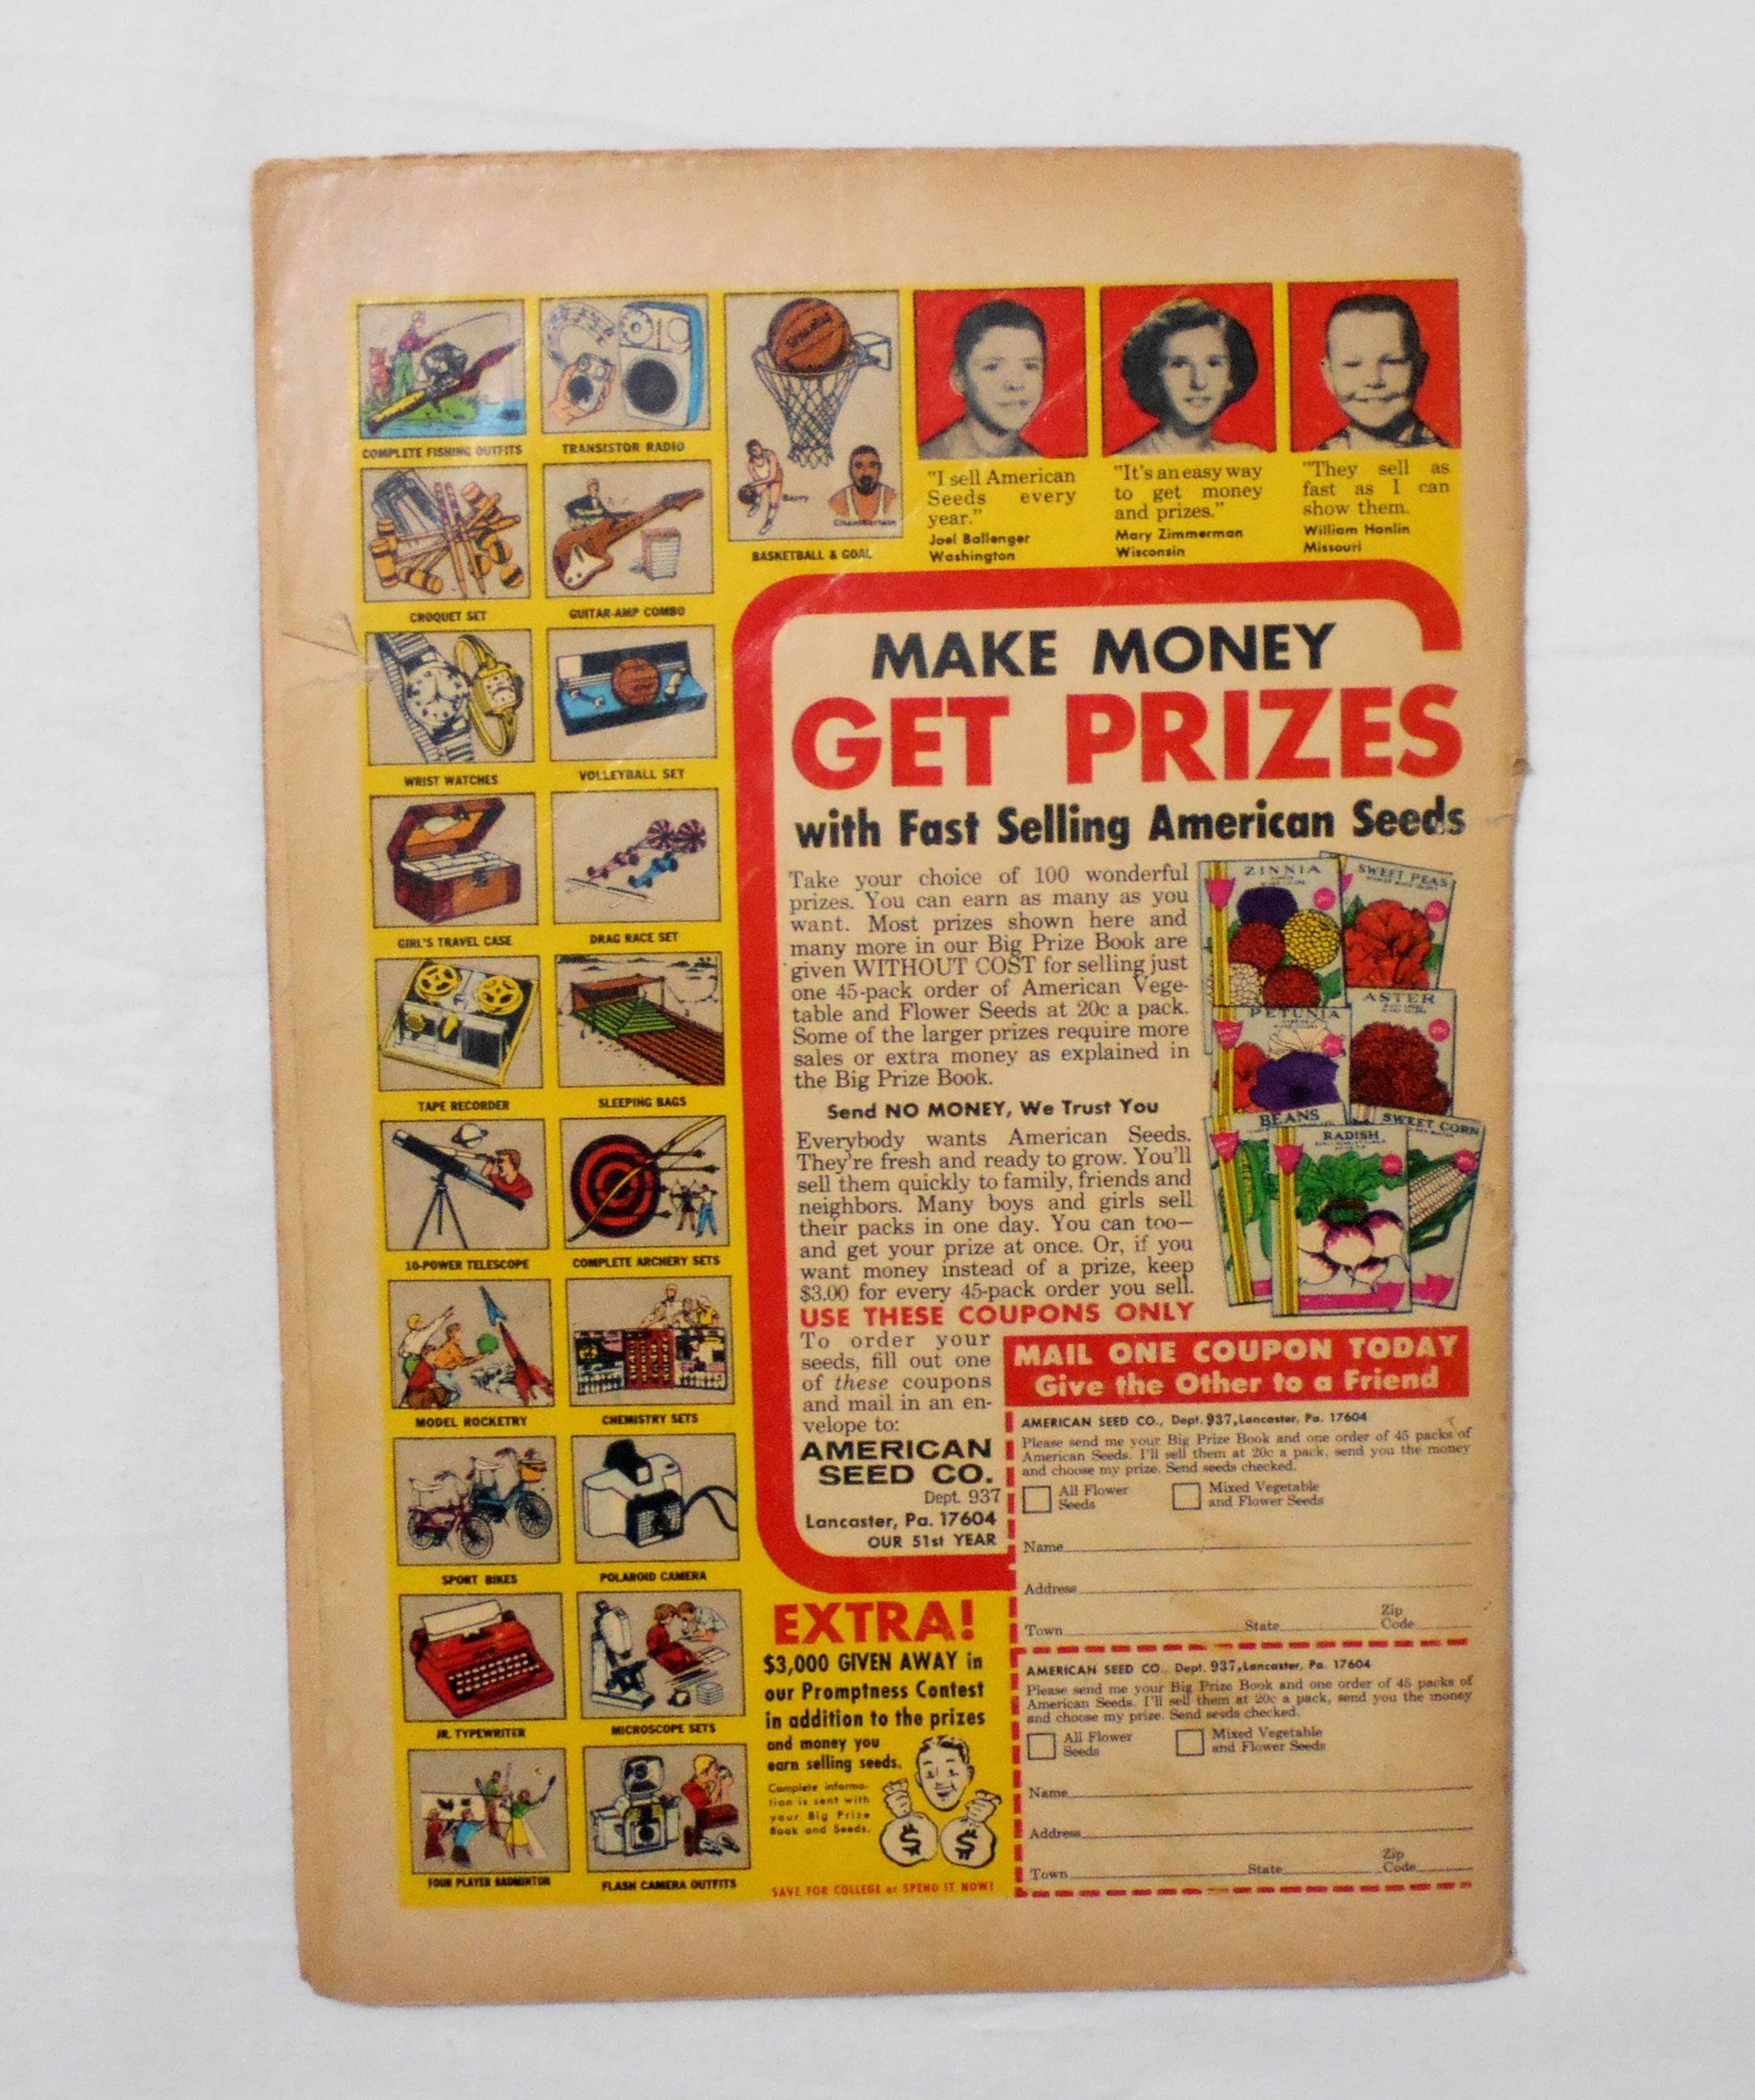 COMPLETE FISHING OUTFITS
TRANSISTOR RADIO
Barry
Chamberlain
BASKETBALL & GOAL
CROQUET SET
GUITAR-AMP COMBO
WRIST WATCHES
VOLLEYBALL SET
GIRL'S TRAVEL CASE
DRAG RACE SET
TAPE RECORDER
SLEEPING BAGS
10-POWER TELESCOPE
COMPLETE ARCHERY SETS
MODEL ROCKETRY
CHEMISTRY SETS
SPORT BIKES
POLAROID CAMERA
JR. TYPEWRITER
MICROSCOPE SETS
FOUR PLAYER BADMINTON
FLASH CAMERA OUTFITS
"I sell American
Seeds every
year."
Joel Ballenger
Washington
"It's an easy way
to get money
and prizes."
Mary Zimmerman
Wisconsin
"They sell as
fast as I can
show them.
William Hanlin
Missouri
MAKE MONEY
GET PRIZES
with Fast Selling American Seeds
Take your choice of 100 wonderful
prizes. You can earn as many as you
want. Most prizes shown here and
many more in our Big Prize Book are
given WITHOUT COST for selling just
one 45-pack order of American Vege-
table and Flower Seeds at 20c a pack.
Some of the larger prizes require more
sales or extra money as explained in
the Big Prize Book.
Send NO MONEY, We Trust You
Everybody wants American Seeds.
They're fresh and ready to grow. You'll
sell them quickly to family, friends and
neighbors. Many boys and girls sell
their packs in one day. You can too—
and get your prize at once. Or, if you
want money instead of a prize, keep
$3.00 for every 45-pack order you sell.
USE THESE COUPONS ONLY
To order your
seeds, fill out one
of these coupons
and mail in an en-
velope to:
AMERICAN
SEED CO.
Dept. 937
Lancaster, Pa. 17604
OUR 51st YEAR
ZINNIA
SWEET PEAS
PETUNIA
ASTER
BEANS
RADISH
SWEET CORN
MAIL ONE COUPON TODAY
Give the Other to a Friend
AMERICAN SEED CO., Dept. 937, Lancaster, Pa. 17604
Please send me your Big Prize Book and one order of 45 packs of
American Seeds. I'll sell them at 20c a pack, send you the money
and choose my prize. Send seeds checked.
All Flower
Seeds
Mixed Vegetable
and Flower Seeds
Name
Address
Town State Zip
Code
AMERICAN SEED CO., Dept. 937, Lancaster, Pa. 17604
Please send me your Big Prize Book and one order of 45 packs of
American Seeds. I'll sell them at 20c a pack, send you the money
and choose my prize. Send seeds checked.
All Flower
Seeds
Mixed Vegetable
and Flower Seeds
Name
Address
Town State Zip
Code
EXTRA!
$3,000 GIVEN AWAY in
our Promptness Contest
in addition to the prizes
and money you
earn selling seeds.
Complete informa-
tion is sent with
your Big Prize
Book and Seeds.
$ $
SAVE FOR COLLEGE or SPEND IT NOW!